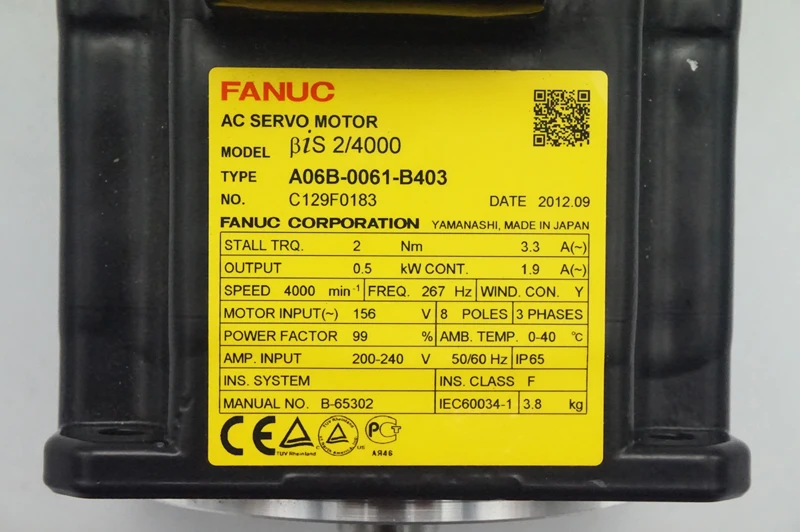 FANUC
AC SERVO MOTOR
MODEL βiS 2/4000
TYPE A06B-0061-B403
NO. C129F0183 DATE 2012.09
FANUC CORPORATION YAMANASHI, MADE IN JAPAN
STALL TRQ. 2 Nm 3.3 A(~)
OUTPUT 0.5 kW CONT. 1.9 A(~)
SPEED 4000 min⁻¹ FREQ. 267 Hz WIND. CON. Y
MOTOR INPUT(~) 156 V 8 POLES 3 PHASES
POWER FACTOR 99 % AMB. TEMP. 0-40 ℃
AMP. INPUT 200-240 V 50/60 Hz IP65
INS. SYSTEM INS. CLASS F
MANUAL NO. B-65302 IEC60034-1 3.8 kg
CE C US PCT
TUV Rheinland АЯ46